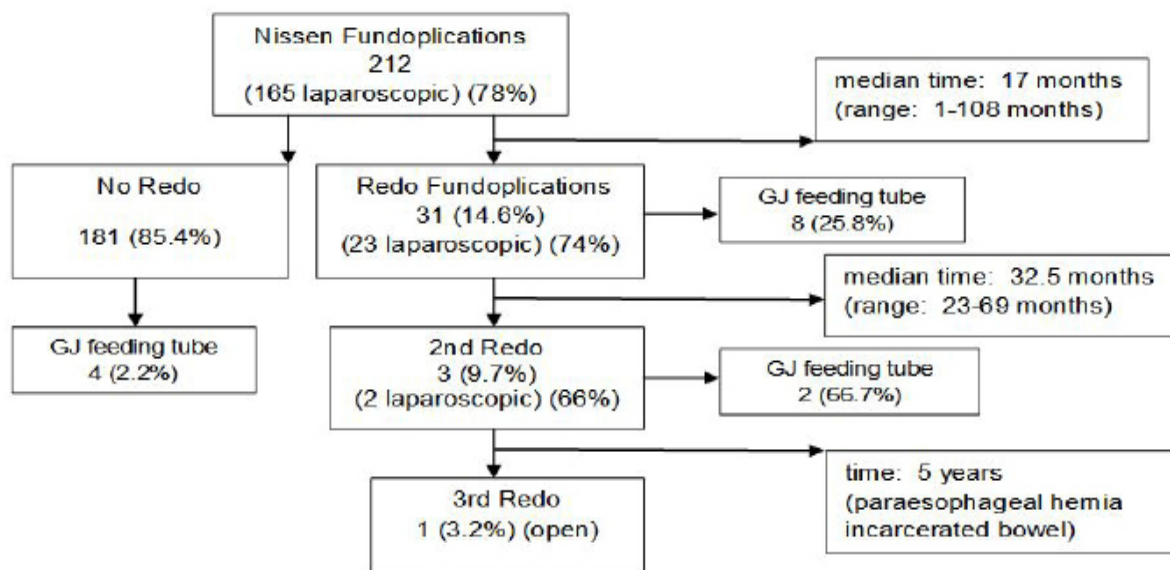 Nissen Fundoplications
212
(165 laparoscopic) (78%)
median time: 17 months
(range: 1-108 months)
No Redo
181 (85.4%)
Redo Fundoplications
31 (14.6%)
(23 laparoscopic) (74%)
GJ feeding tube
8 (25.8%)
median time: 32.5 months
(range: 23-69 months)
GJ feeding tube
4 (2.2%)
2nd Redo
3 (9.7%)
(2 laparoscopic) (66%)
GJ feeding tube
2 (66.7%)
3rd Redo
1 (3.2%) (open)
time: 5 years
(paraesophageal hernia
incarcerated bowel)